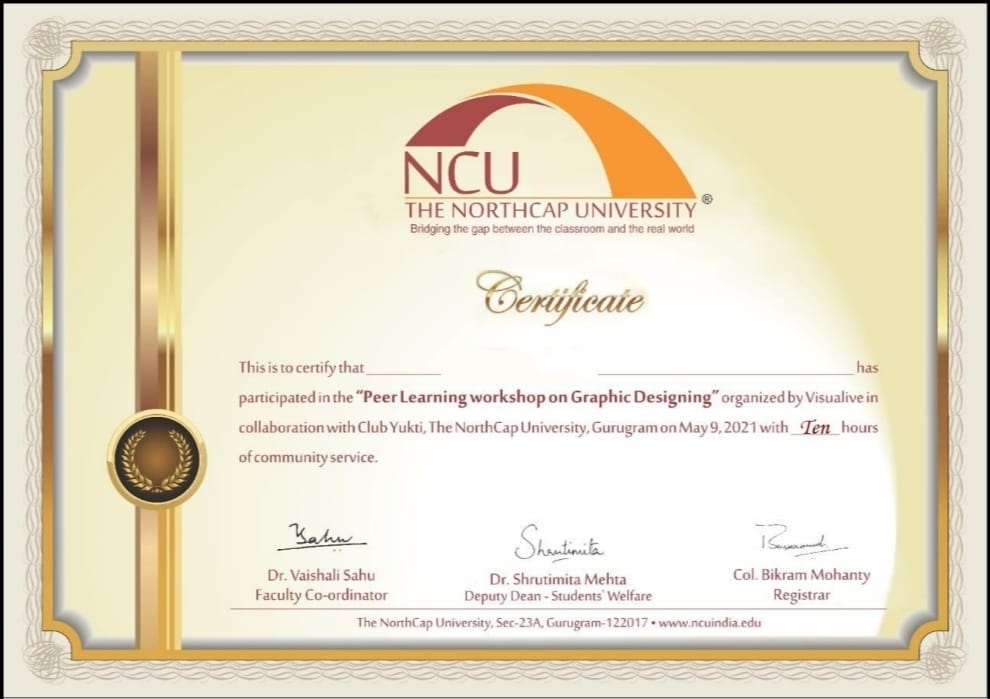 NCU
THE NORTHCAP UNIVERSITY®
Bridging the gap between the classroom and the real world
Certificate
This is to certify that __________ ______________________________ has
participated in the “Peer Learning workshop on Graphic Designing” organized by Visualive in
collaboration with Club Yukti, The NorthCap University, Gurugram on May 9, 2021 with _Ten_ hours
of community service.
Sahu Shrutimita
Dr. Vaishali Sahu Dr. Shrutimita Mehta Col. Bikram Mohanty
Faculty Co-ordinator Deputy Dean - Students' Welfare Registrar
The NorthCap University, Sec-23A, Gurugram-122017 • www.ncuindia.edu